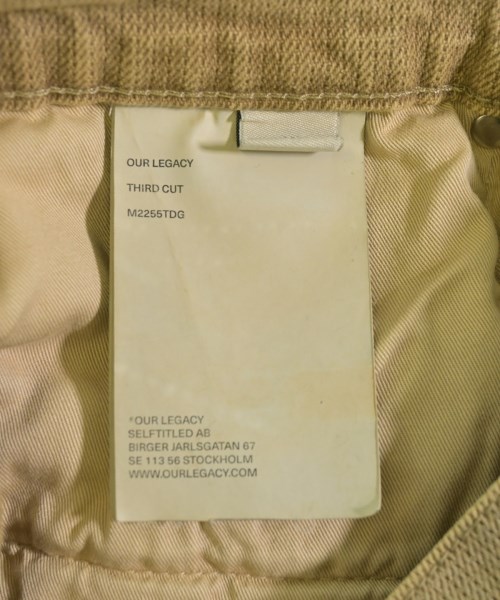 OUR LEGACY
THIRD CUT
M2255TDG
*OUR LEGACY
SELFTITLED AB
BIRGER JARLSGATAN 67
SE 113 56 STOCKHOLM
WWW.OURLEGACY.COM